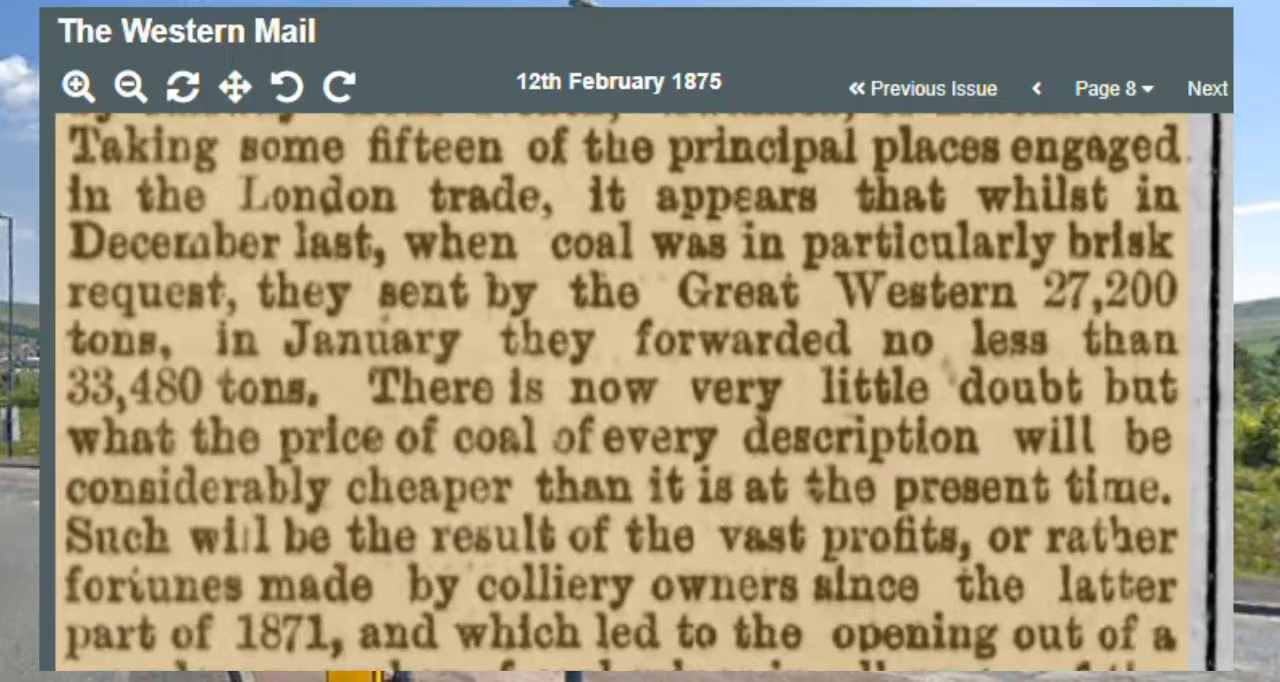 The Western Mail
12th February 1875
Previous Issue
Page 8
Next
Taking some fifteen of the principal places engaged
in the London trade, it appears that whilst in
December last, when coal was in particularly brisk
request, they sent by the Great Western 27,200
tons, in January they forwarded no less than
33,480 tons. There is now very little doubt but
what the price of coal of every description will be
considerably cheaper than it is at the present time.
Such will be the result of the vast profits, or rather
fortunes made by colliery owners since the latter
part of 1871, and which led to the opening out of a